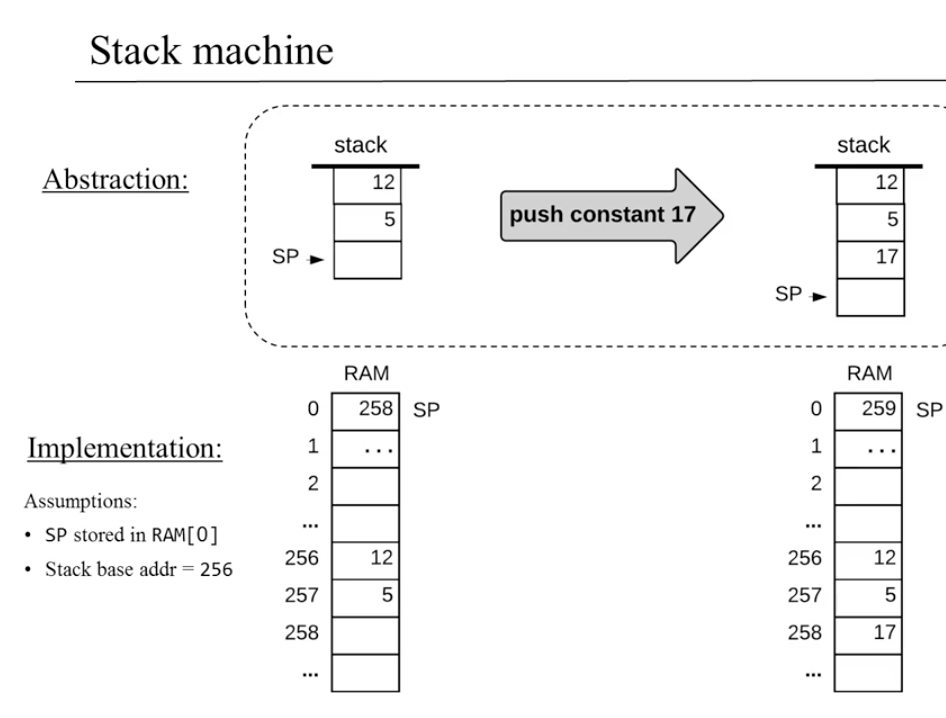 Stack machine
Abstraction:
stack
12
5
SP
push constant 17
stack
12
5
17
SP
Implementation:
Assumptions:
• SP stored in RAM[0]
• Stack base addr = 256
RAM
0 258 SP
1 ...
2
...
256 12
257 5
258
...
RAM
0 259 SP
1 ...
2
...
256 12
257 5
258 17
...